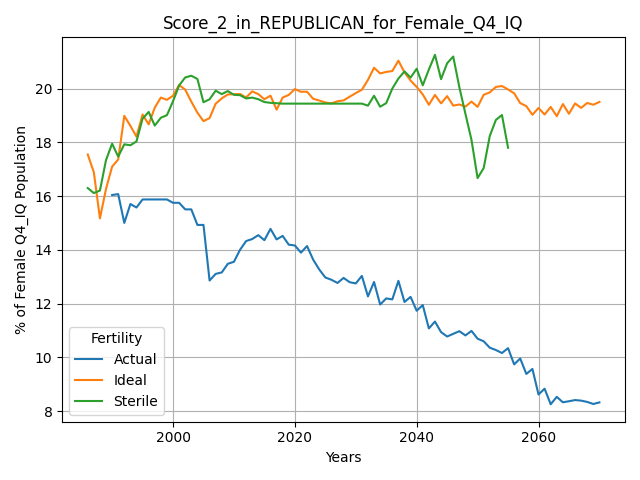 Score_2_in_REPUBLICAN_for_Female_Q4_IQ
% of Female Q4_IQ Population
20
18
16
14
12
10
8
Fertility
Actual
Ideal
Sterile
2000
2020
2040
2060
Years